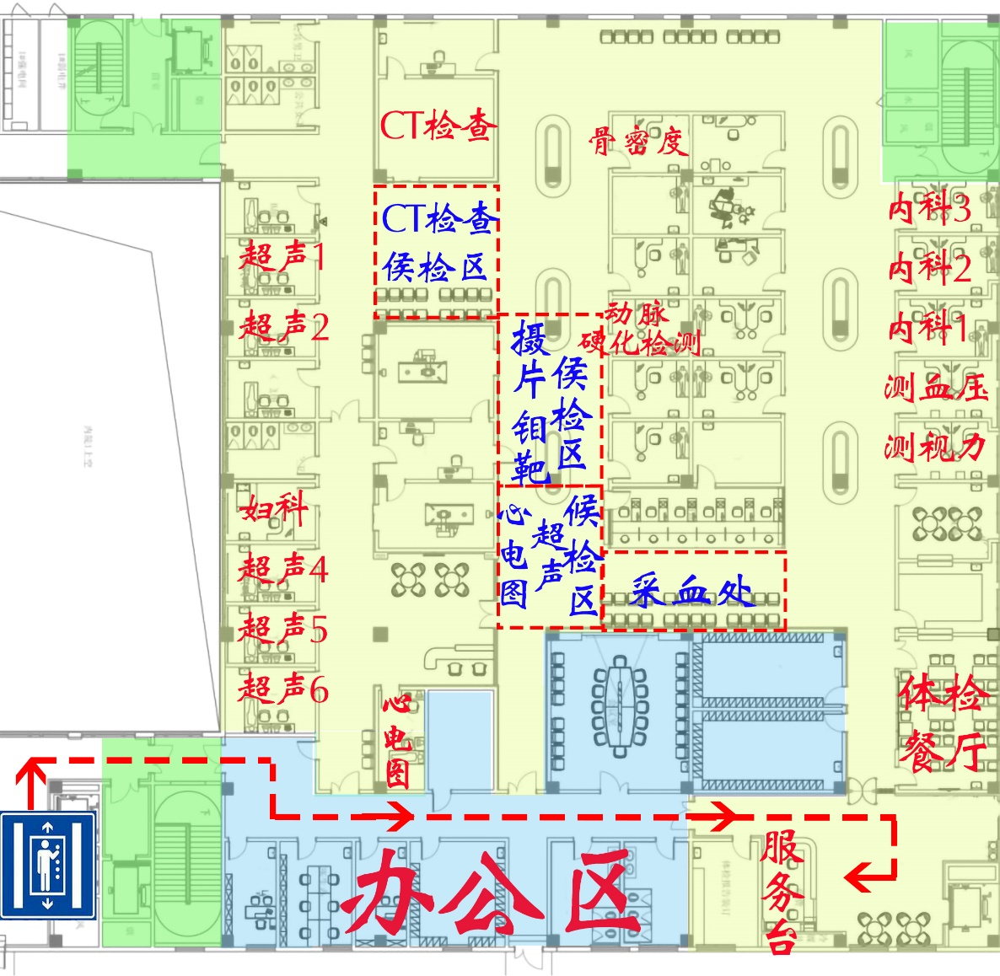 CT检查
骨密度
CT检查
侯检区
内科3
内科2
内科1
测血压
测视力
超声1
超声2
动脉
硬化检测
摄片钼靶
侯检区
妇科
超声4
超声5
超声6
心电图
超声
候检区
采血处
心电图
体检
餐厅
服务台
办公区